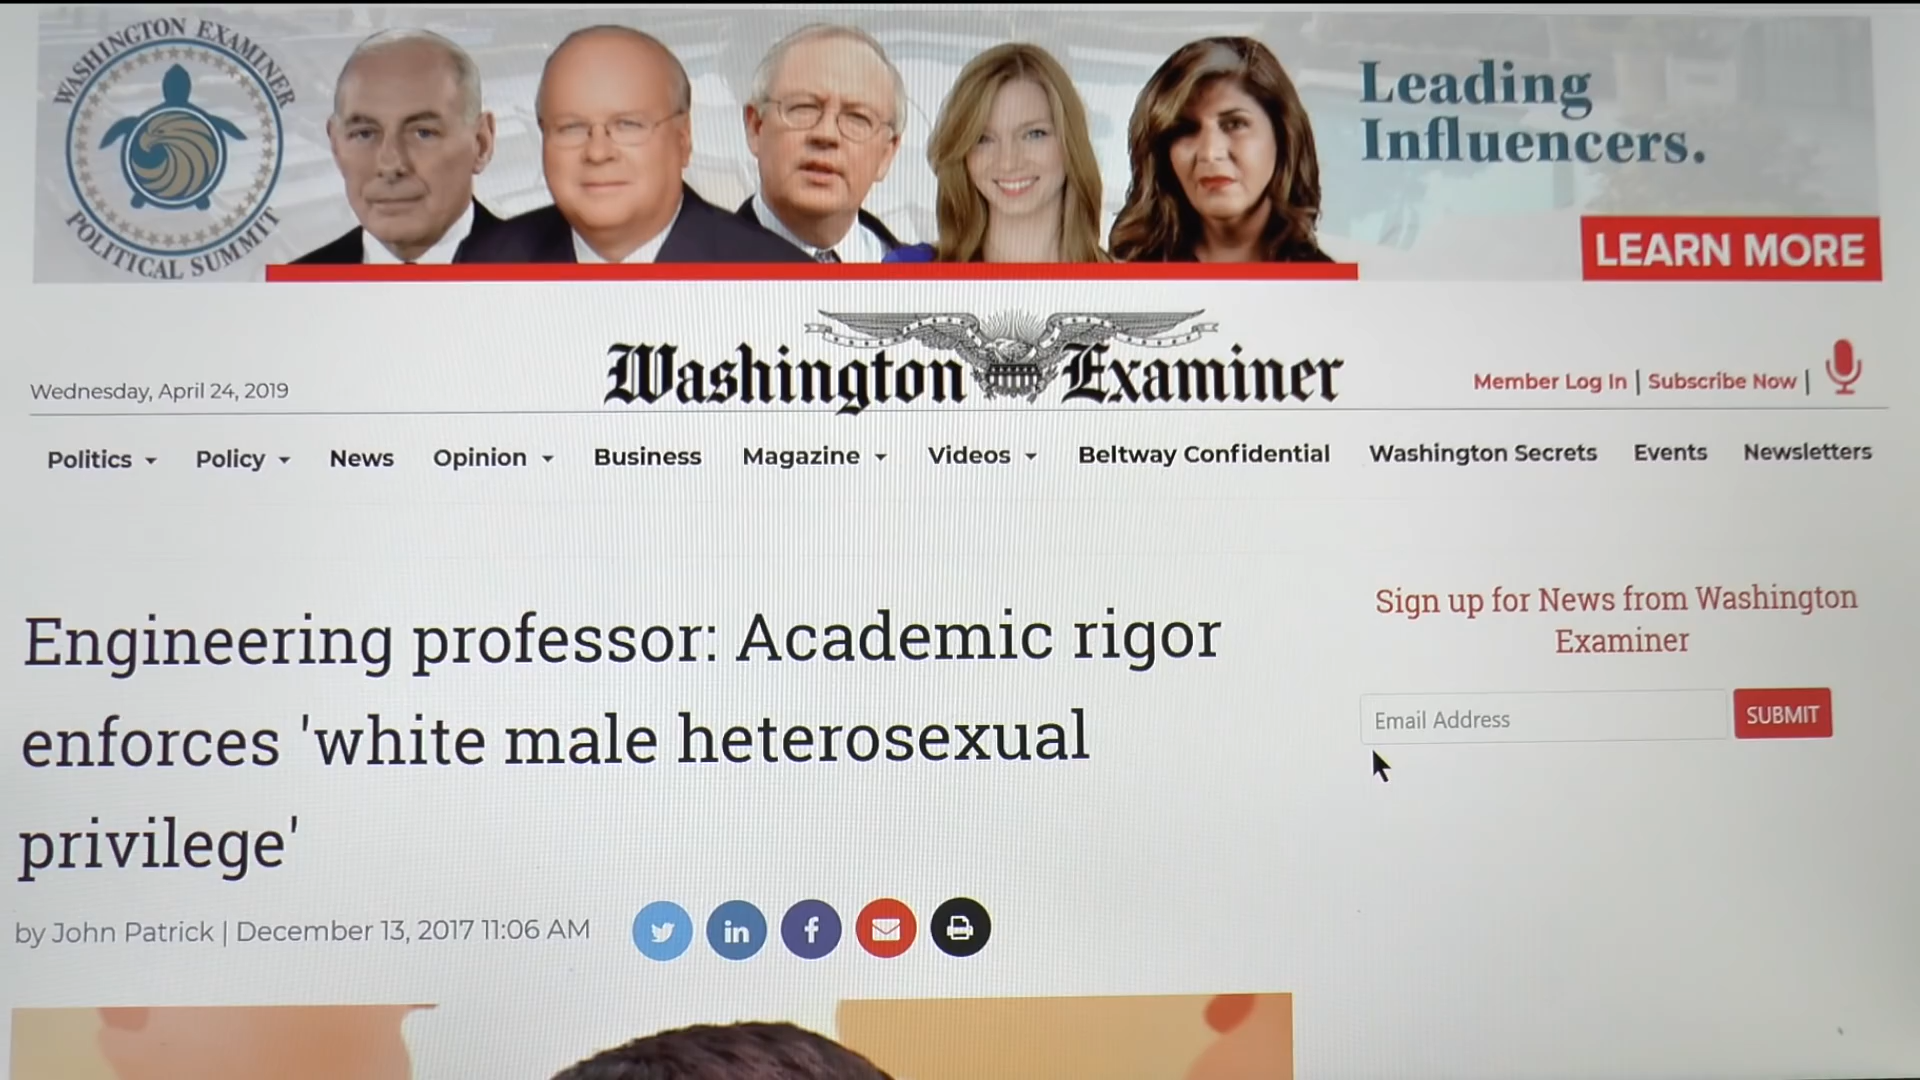 WASHINGTON EXAMINER
POLITICAL SUMMIT
Leading
Influencers.
LEARN MORE
Wednesday, April 24, 2019
Washington Examiner
Member Log In | Subscribe Now |
Politics Policy News Opinion Business Magazine Videos Beltway Confidential Washington Secrets Events Newsletters
Engineering professor: Academic rigor
enforces 'white male heterosexual
privilege'
by John Patrick | December 13, 2017 11:06 AM
in f
Sign up for News from Washington
Examiner
Email Address
SUBMIT